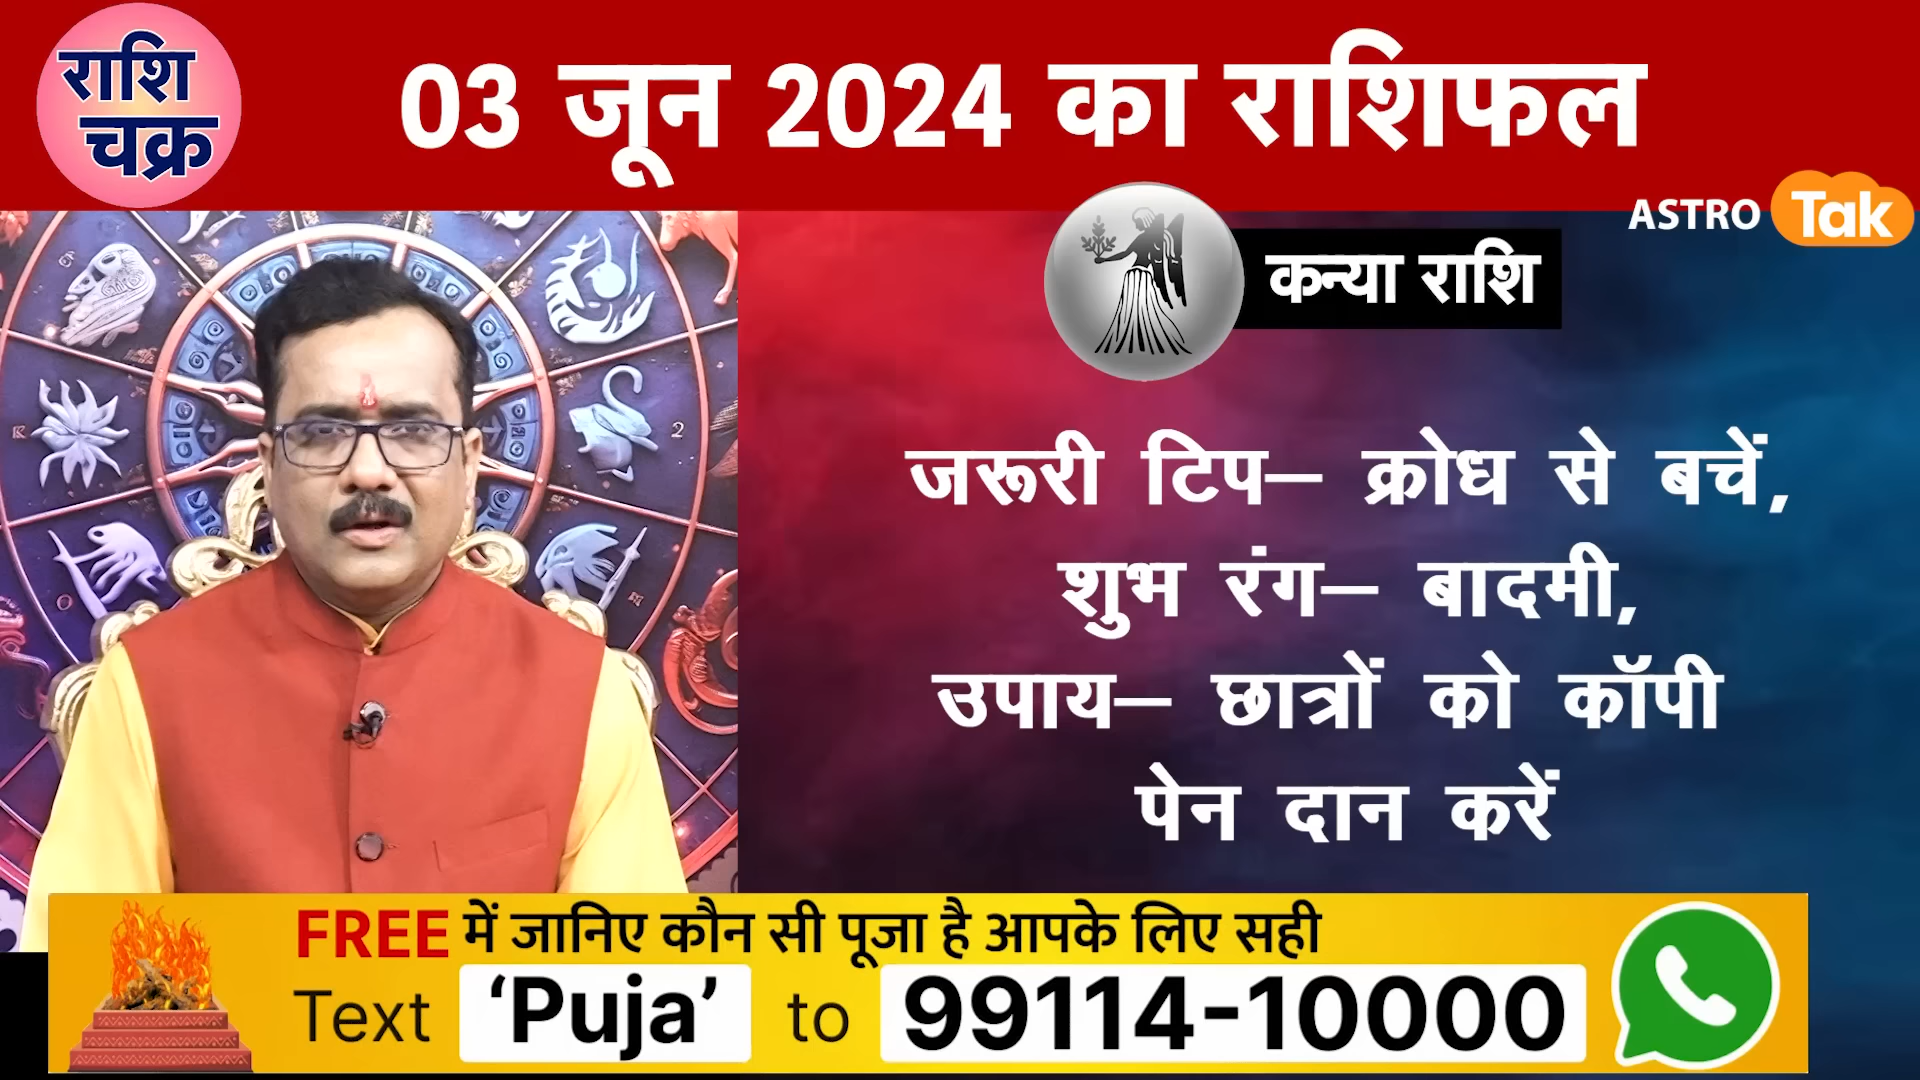 राशि
चक्र
03 जून 2024 का राशिफल
ASTRO Tak
कन्या राशि
जरूरी टिप– क्रोध से बचें,
शुभ रंग– बादमी,
उपाय– छात्रों को कॉपी
पेन दान करें
FREE में जानिए कौन सी पूजा है आपके लिए सही
Text ‘Puja’ to 99114-10000